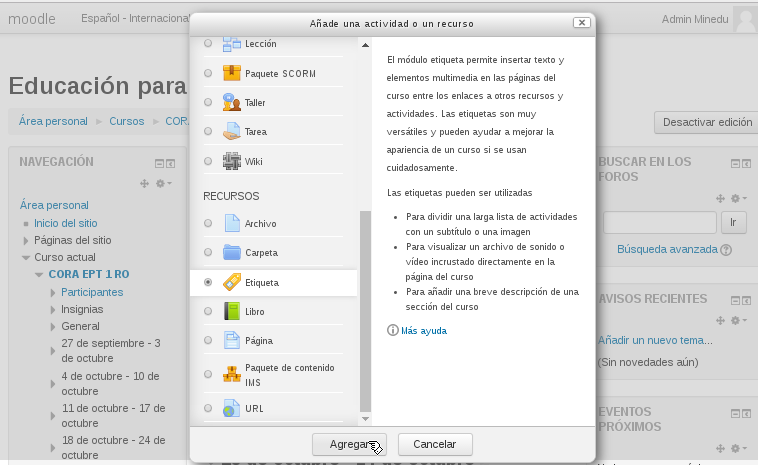 moodle
Español - Internacional
Admin Minedu
Añade una actividad o un recurso
Educación para
Área personal ► Cursos ► COR
Desactivar edición
NAVEGACIÓN
Área personal
Inicio del sitio
Páginas del sitio
Curso actual
CORA EPT 1 RO
Participantes
Insignias
General
27 de septiembre - 3
de octubre
4 de octubre - 10 de
octubre
11 de octubre - 17 de
octubre
18 de octubre - 24 de
octubre
Lección
Paquete SCORM
Taller
Tarea
Wiki
RECURSOS
Archivo
Carpeta
Etiqueta
Libro
Página
Paquete de contenido
IMS
URL
El módulo etiqueta permite insertar texto y
elementos multimedia en las páginas del
curso entre los enlaces a otros recursos y
actividades. Las etiquetas son muy
versátiles y pueden ayudar a mejorar la
apariencia de un curso si se usan
cuidadosamente.
Las etiquetas pueden ser utilizadas
• Para dividir una larga lista de actividades
con un subtítulo o una imagen
• Para visualizar un archivo de sonido o
vídeo incrustado directamente en la
página del curso
• Para añadir una breve descripción de una
sección del curso
Más ayuda
Agregar
Cancelar
BUSCAR EN LOS
FOROS
Ir
Búsqueda avanzada
AVISOS RECIENTES
Añadir un nuevo tema...
(Sin novedades aún)
EVENTOS
PRÓXIMOS